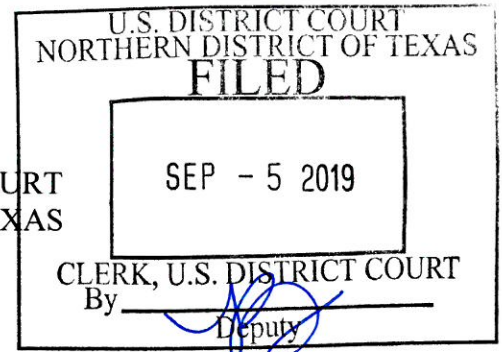 U.S. DISTRICT COURT
NORTHERN DISTRICT OF TEXAS
FILED
URT
XAS
SEP - 5 2019
CLERK, U.S. DISTRICT COURT
By
Deputy